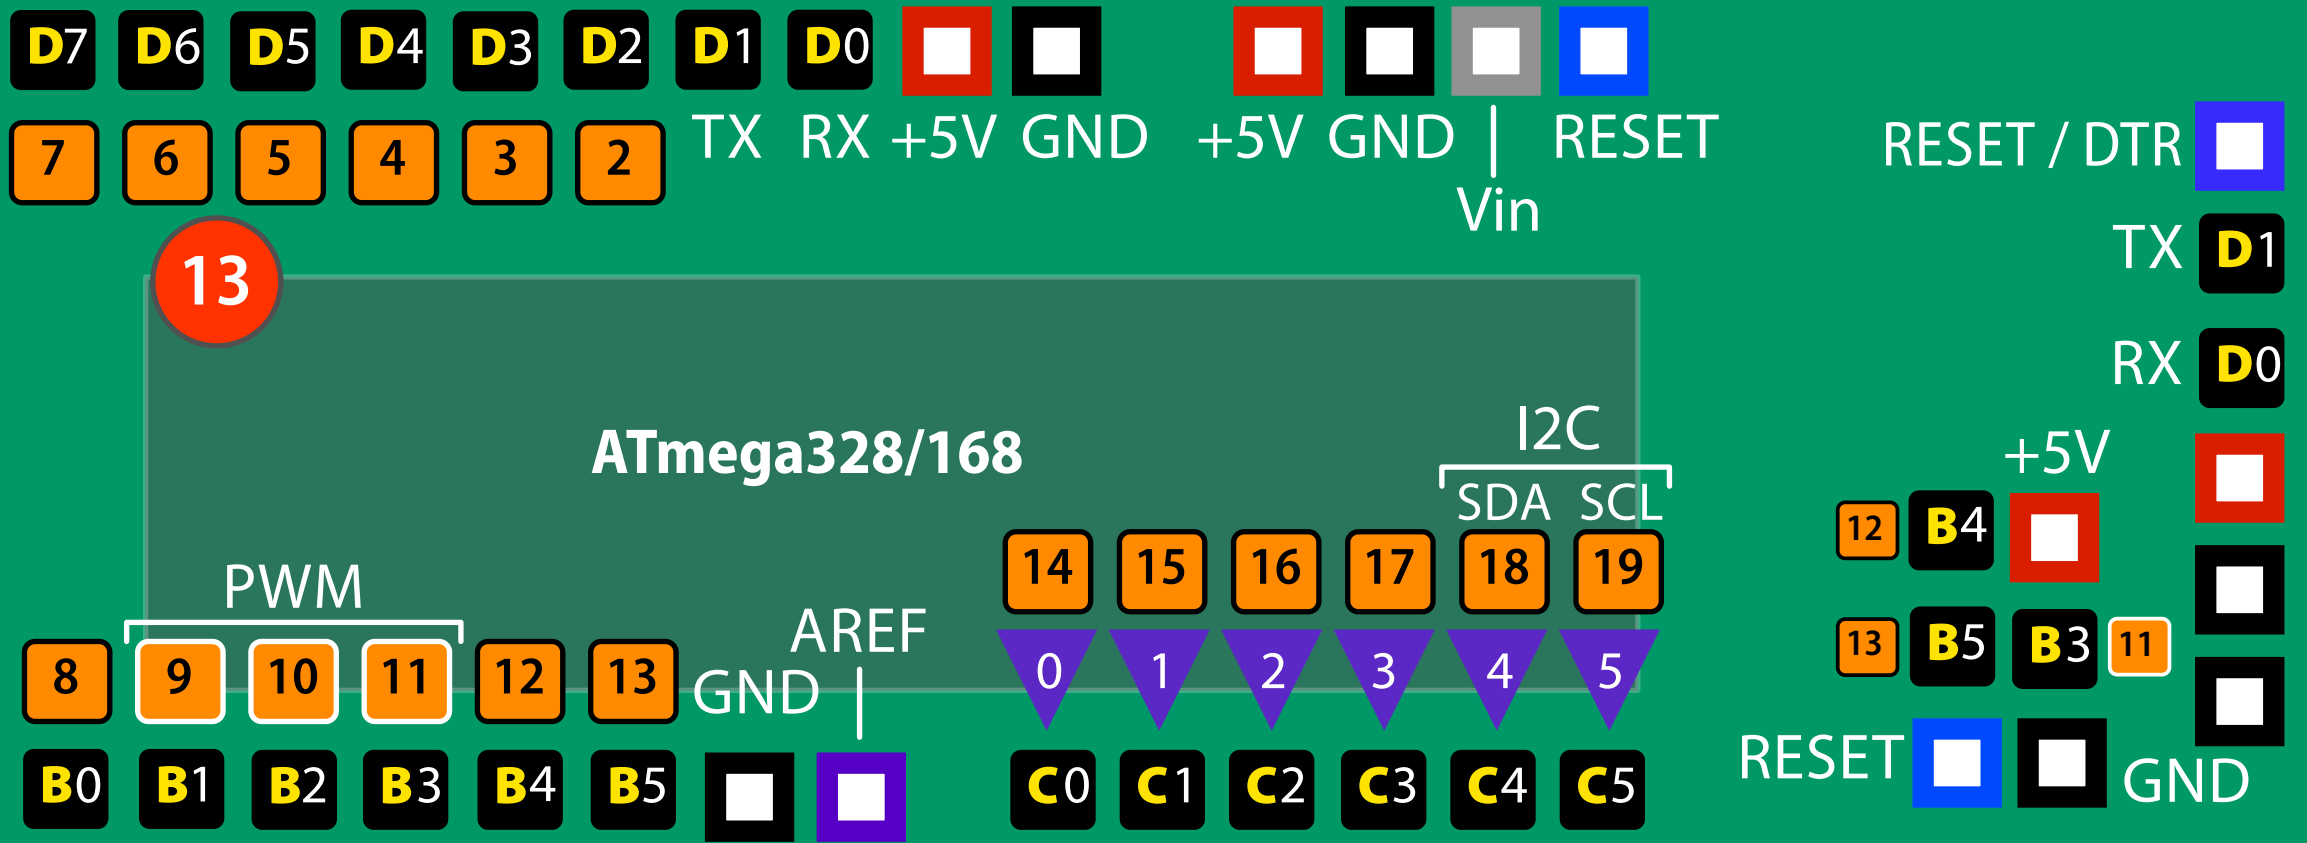 D7 D6 D5 D4 D3 D2 D1 D0
7 6 5 4 3 2 TX RX +5V GND +5V GND RESET
Vin
RESET / DTR
TX D1
RX D0
13
ATmega328/168
I2C
SDA SCL
+5V
12 B4
13 B5 B3 11
RESET
GND
14 15 16 17 18 19
0 1 2 3 4 5
C0 C1 C2 C3 C4 C5
PWM
AREF
8 9 10 11 12 13 GND
B0 B1 B2 B3 B4 B5